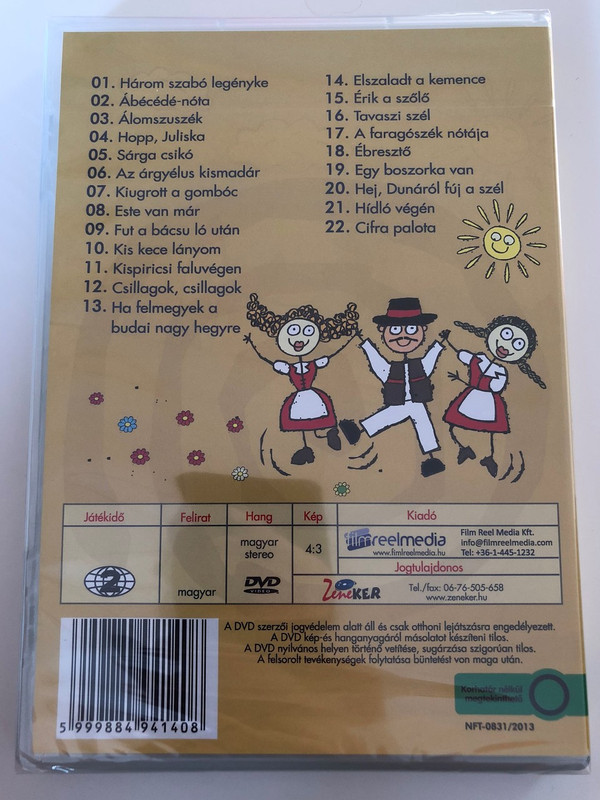 01. Három szabó legényke
02. Ábécédé-nóta
03. Álomszuszék
04. Hopp, Juliska
05. Sárga csikó
06. Az árgyélus kismadár
07. Kiugrott a gombóc
08. Este van már
09. Fut a bácsu ló után
10. Kis kece lányom
11. Kispiricsi faluvégen
12. Csillagok, csillagok
13. Ha felmegyek a
budai nagy hegyre
14. Elszaladt a kemence
15. Érik a szőlő
16. Tavaszi szél
17. A faragószék nótája
18. Ébresztő
19. Egy boszorka van
20. Hej, Dunáról fúj a szél
21. Hídló végén
22. Cifra palota
Játékidő Felirat Hang Kép Kiadó
2
magyar
magyar
stereo
DVD
VIDEO
4:3
filmreelmedia
www.fimlreelmedia.hu
Film Reel Media Kft.
info@filmreelmedia.com
Tel: +36-1-445-1232
Jogtulajdonos
ZeneKER
Tel./fax: 06-76-505-658
www.zeneker.hu
A DVD szerzői jogvédelem alatt áll és csak otthoni lejátszásra engedélyezett.
A DVD kép-és hanganyagáról másolatot készíteni tilos.
A DVD nyilvános helyen történő vetítése, sugárzása szigorúan tilos.
A felsorolt tevékenységek folytatása büntetést von maga után.
5 999884 941408
Korhatár nélkül
megtekinthető
NFT-0831/2013